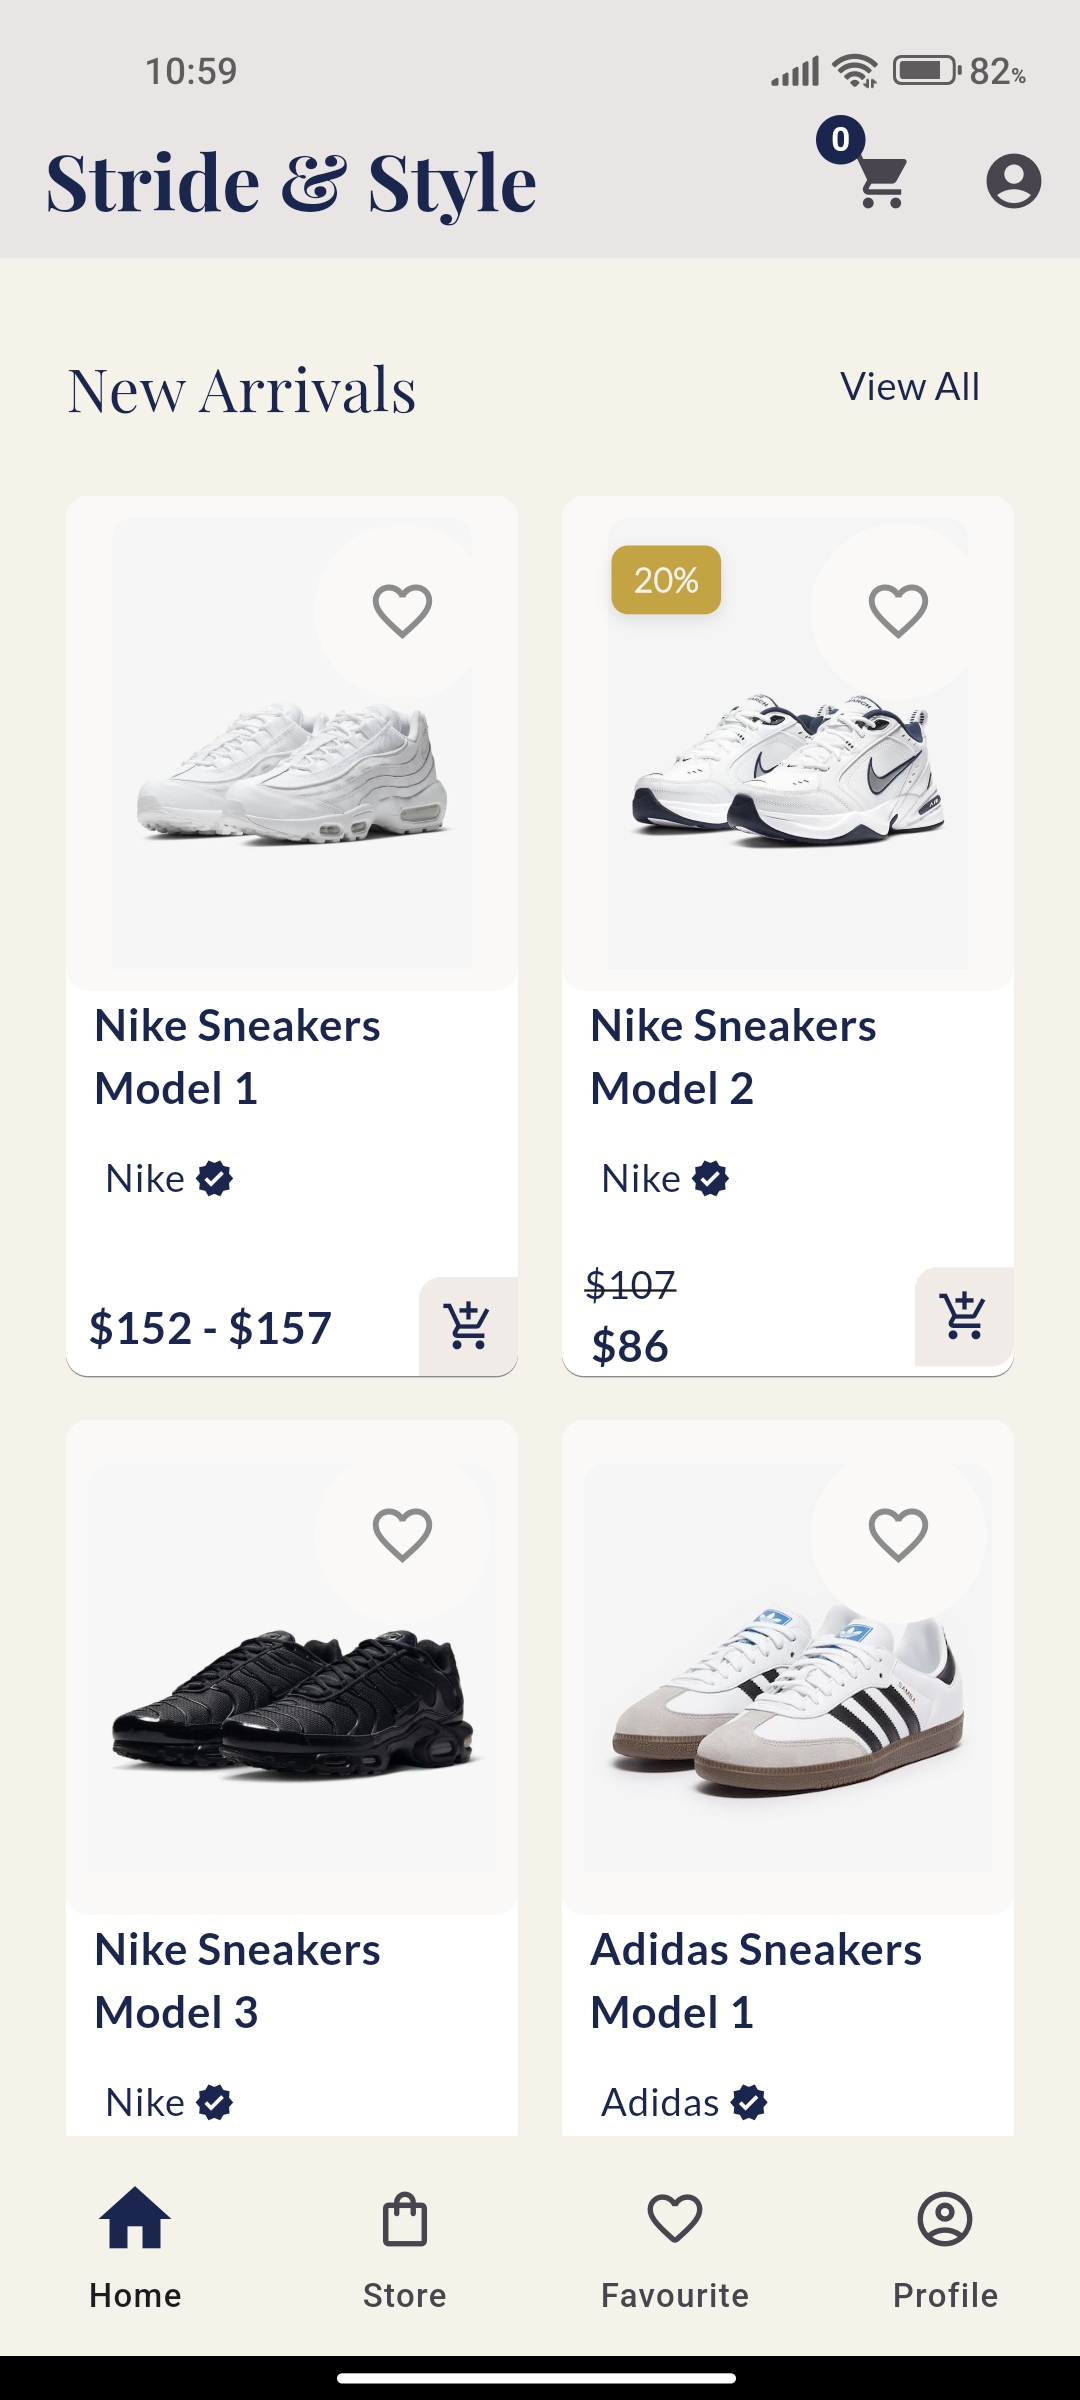 10:59
82%
Stride & Style
0
New Arrivals
View All
20%
Nike Sneakers
Model 1
Nike
$152 - $157
Nike Sneakers
Model 2
Nike
$107
$86
SAMBA
Nike Sneakers
Model 3
Nike
Adidas Sneakers
Model 1
Adidas
Home
Store
Favourite
Profile